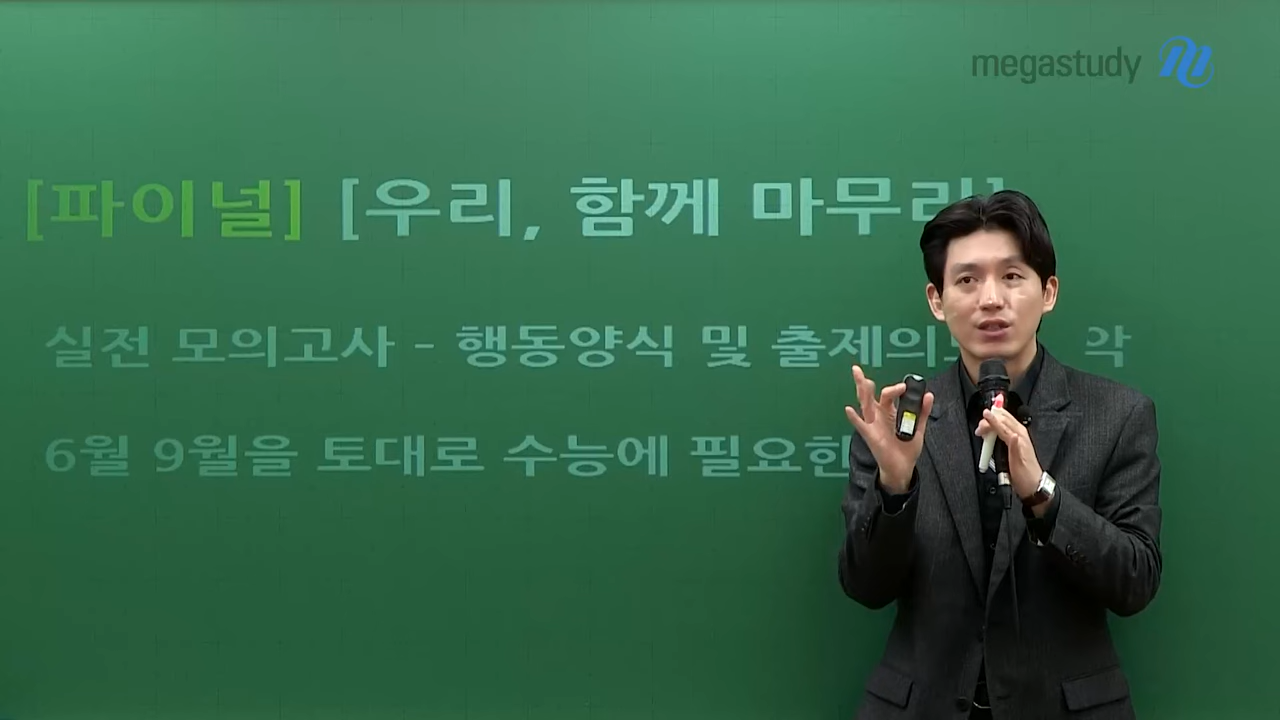 megastudy
[파이널] [우리, 함께 마무리]
실전 모의고사 - 행동양식 및 출제의 각
6월 9월을 토대로 수능에 필요한